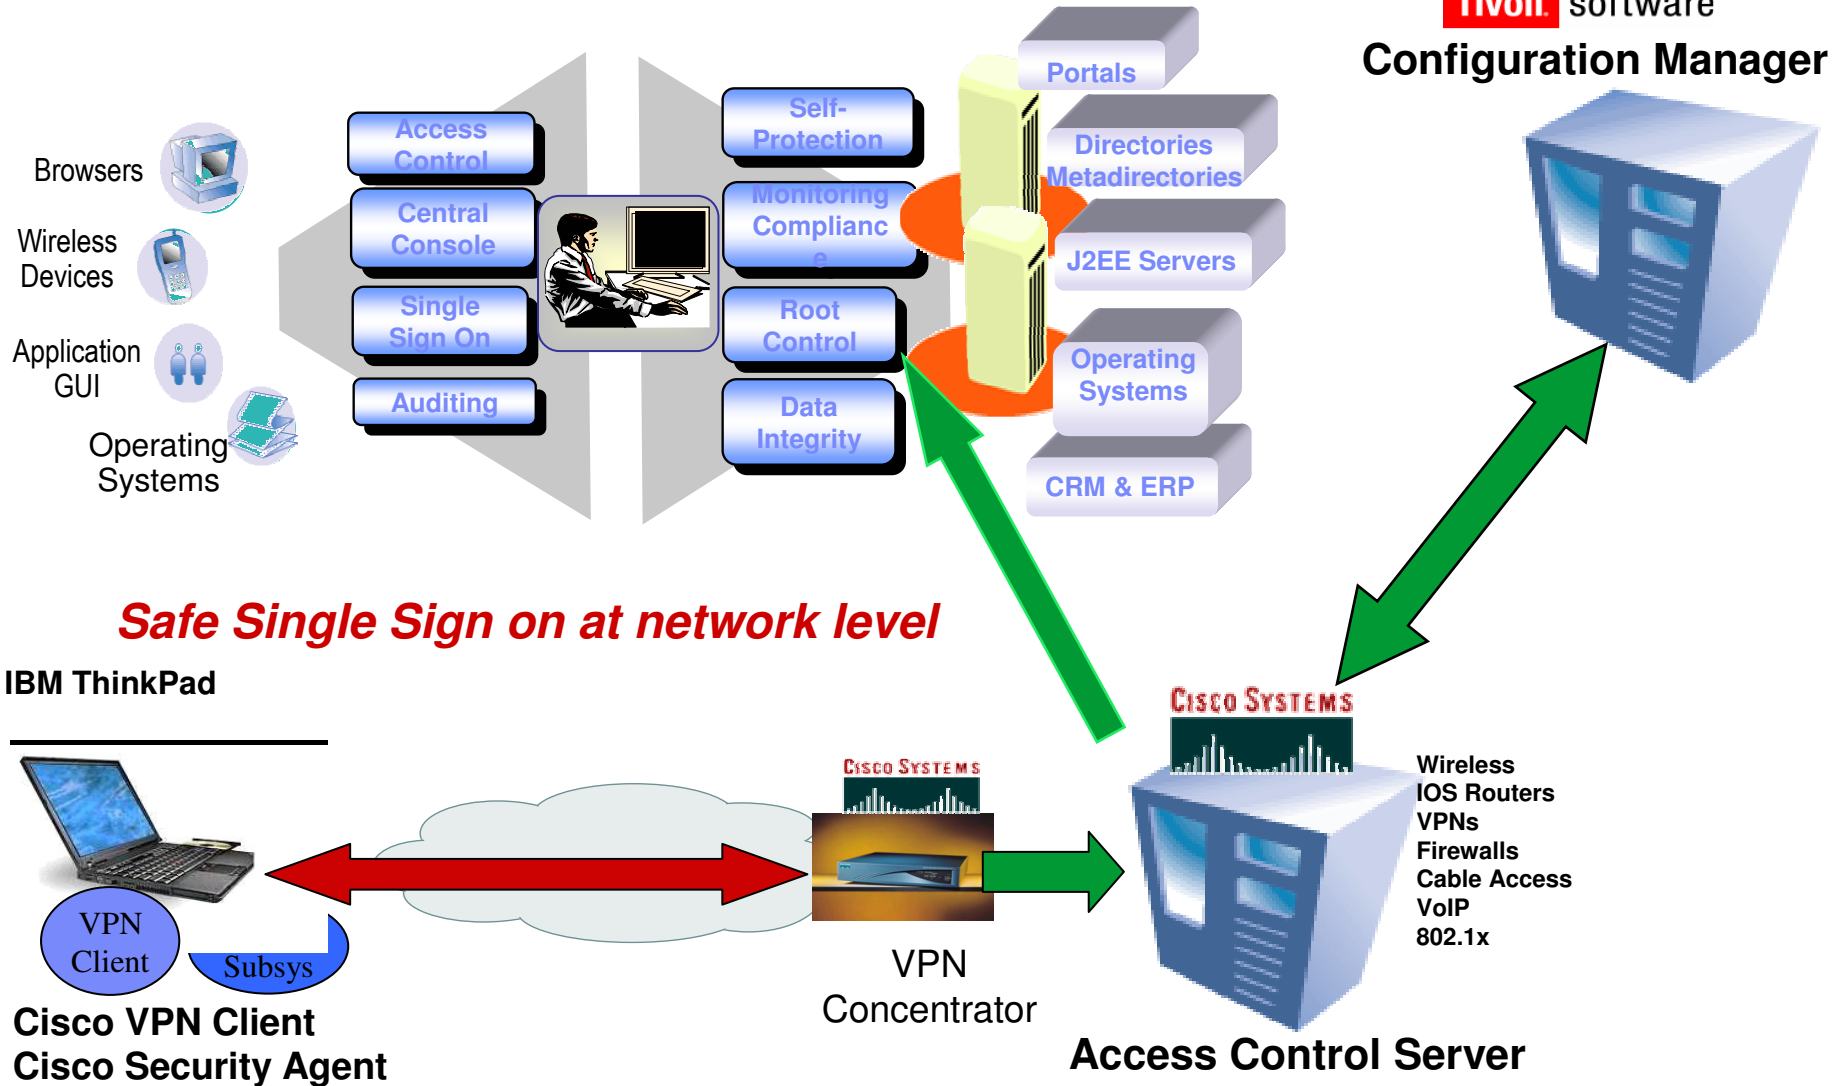 Tivoli. software
Configuration Manager
Browsers
Wireless
Devices
Application
GUI
Operating
Systems
Access
Control
Central
Console
Single
Sign On
Auditing
Self-
Protection
Monitoring
Complianc
e
Root
Control
Data
Integrity
Portals
Directories
Metadirectories
J2EE Servers
Operating
Systems
CRM & ERP
Safe Single Sign on at network level
IBM ThinkPad
VPN
Client
Subsys
Cisco VPN Client
Cisco Security Agent
CISCO SYSTEMS
VPN
Concentrator
CISCO SYSTEMS
Wireless
IOS Routers
VPNs
Firewalls
Cable Access
VoIP
802.1x
Access Control Server